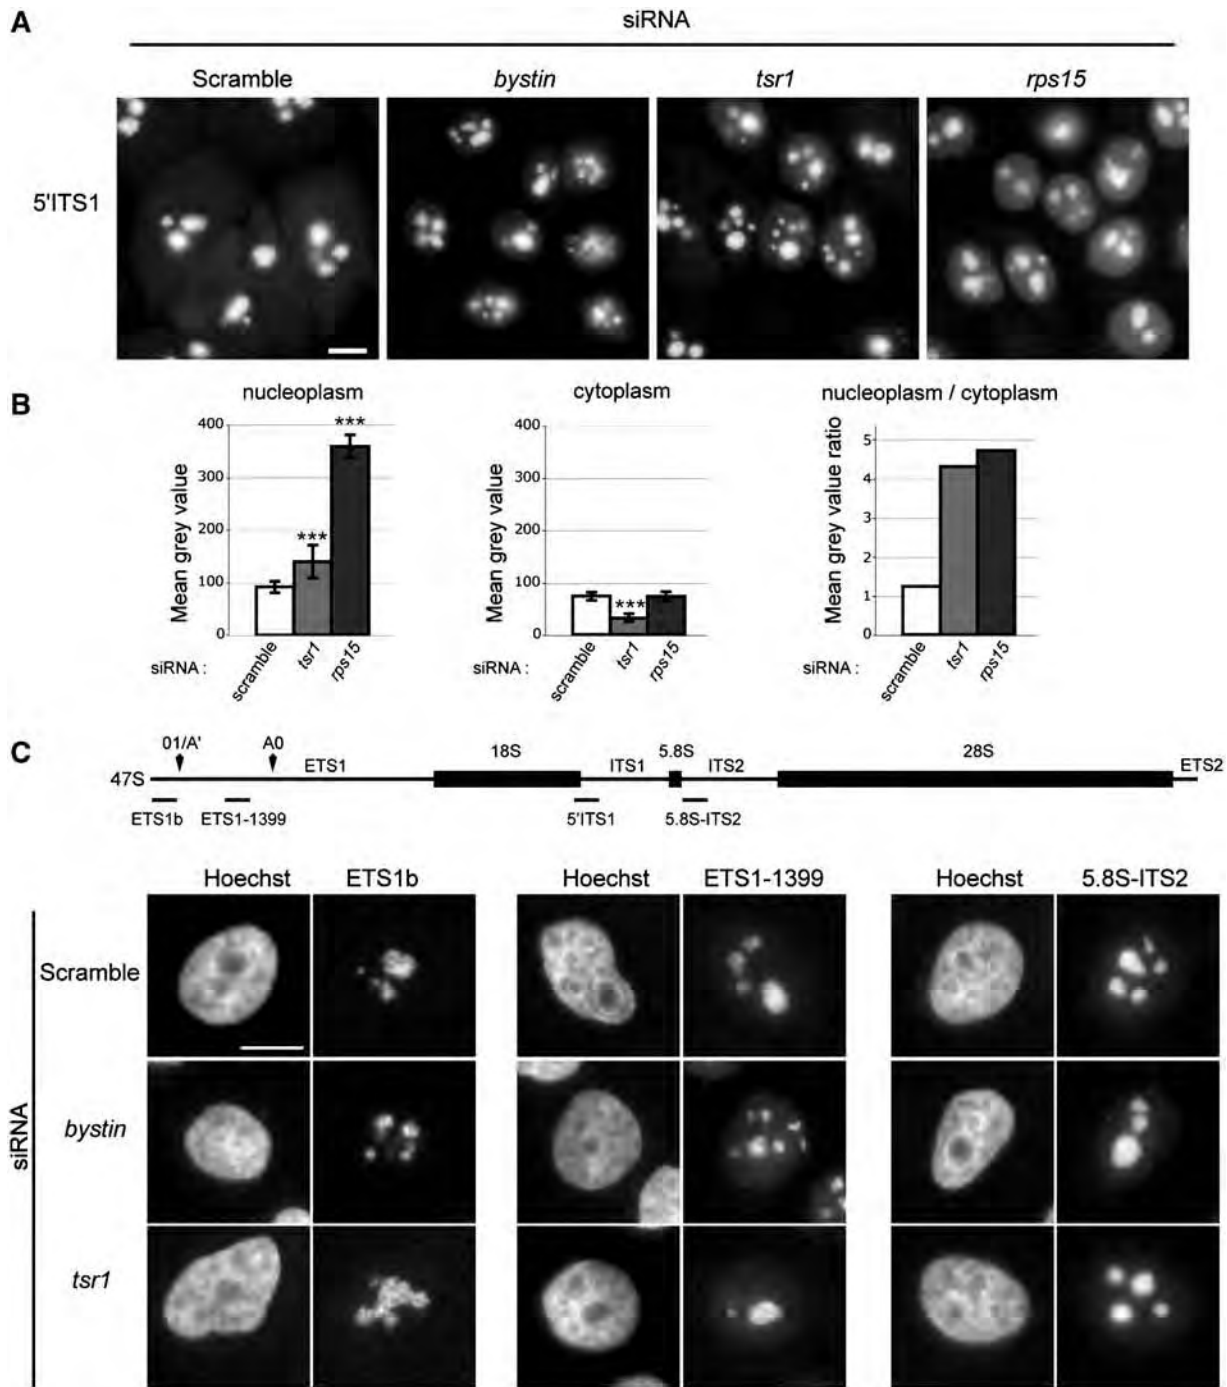 A
siRNA
Scramble bystin tsr1 rps15
5'ITS1
B
nucleoplasm cytoplasm nucleoplasm / cytoplasm
Mean grey value
400
300
200
100
0
***
***
siRNA : scramble tsr1 rps15
Mean grey value
400
300
200
100
0
***
siRNA : scramble tsr1 rps15
Mean grey value ratio
5
4
3
2
1
0
siRNA : scramble tsr1 rps15
C
01/A' A0 18S 5.8S 28S
47S ETS1 ITS1 ITS2 ETS2
ETS1b ETS1-1399 5'ITS1 5.8S-ITS2
Hoechst ETS1b Hoechst ETS1-1399 Hoechst 5.8S-ITS2
siRNA
Scramble
bystin
tsr1